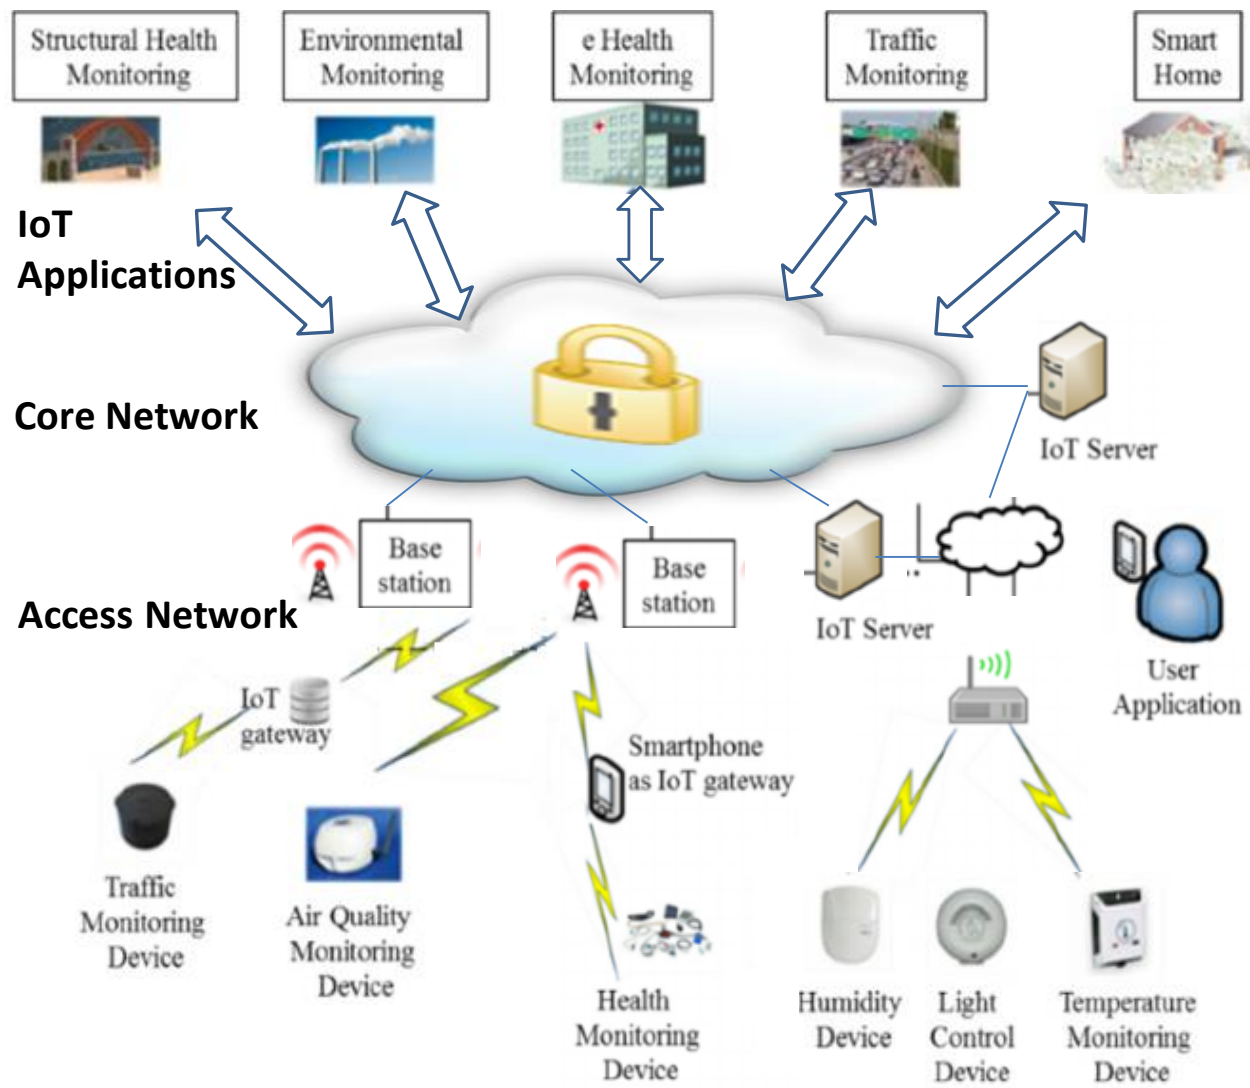 Structural Health
Monitoring
Environmental
Monitoring
e Health
Monitoring
Traffic
Monitoring
Smart
Home
IoT
Applications
Core Network
IoT Server
Base
station
Base
station
IoT Server
Access Network
User
Application
IoT
gateway
Smartphone
as IoT gateway
Traffic
Monitoring
Device
Air Quality
Monitoring
Device
Health
Monitoring
Device
Humidity
Device
Light
Control
Device
Temperature
Monitoring
Device